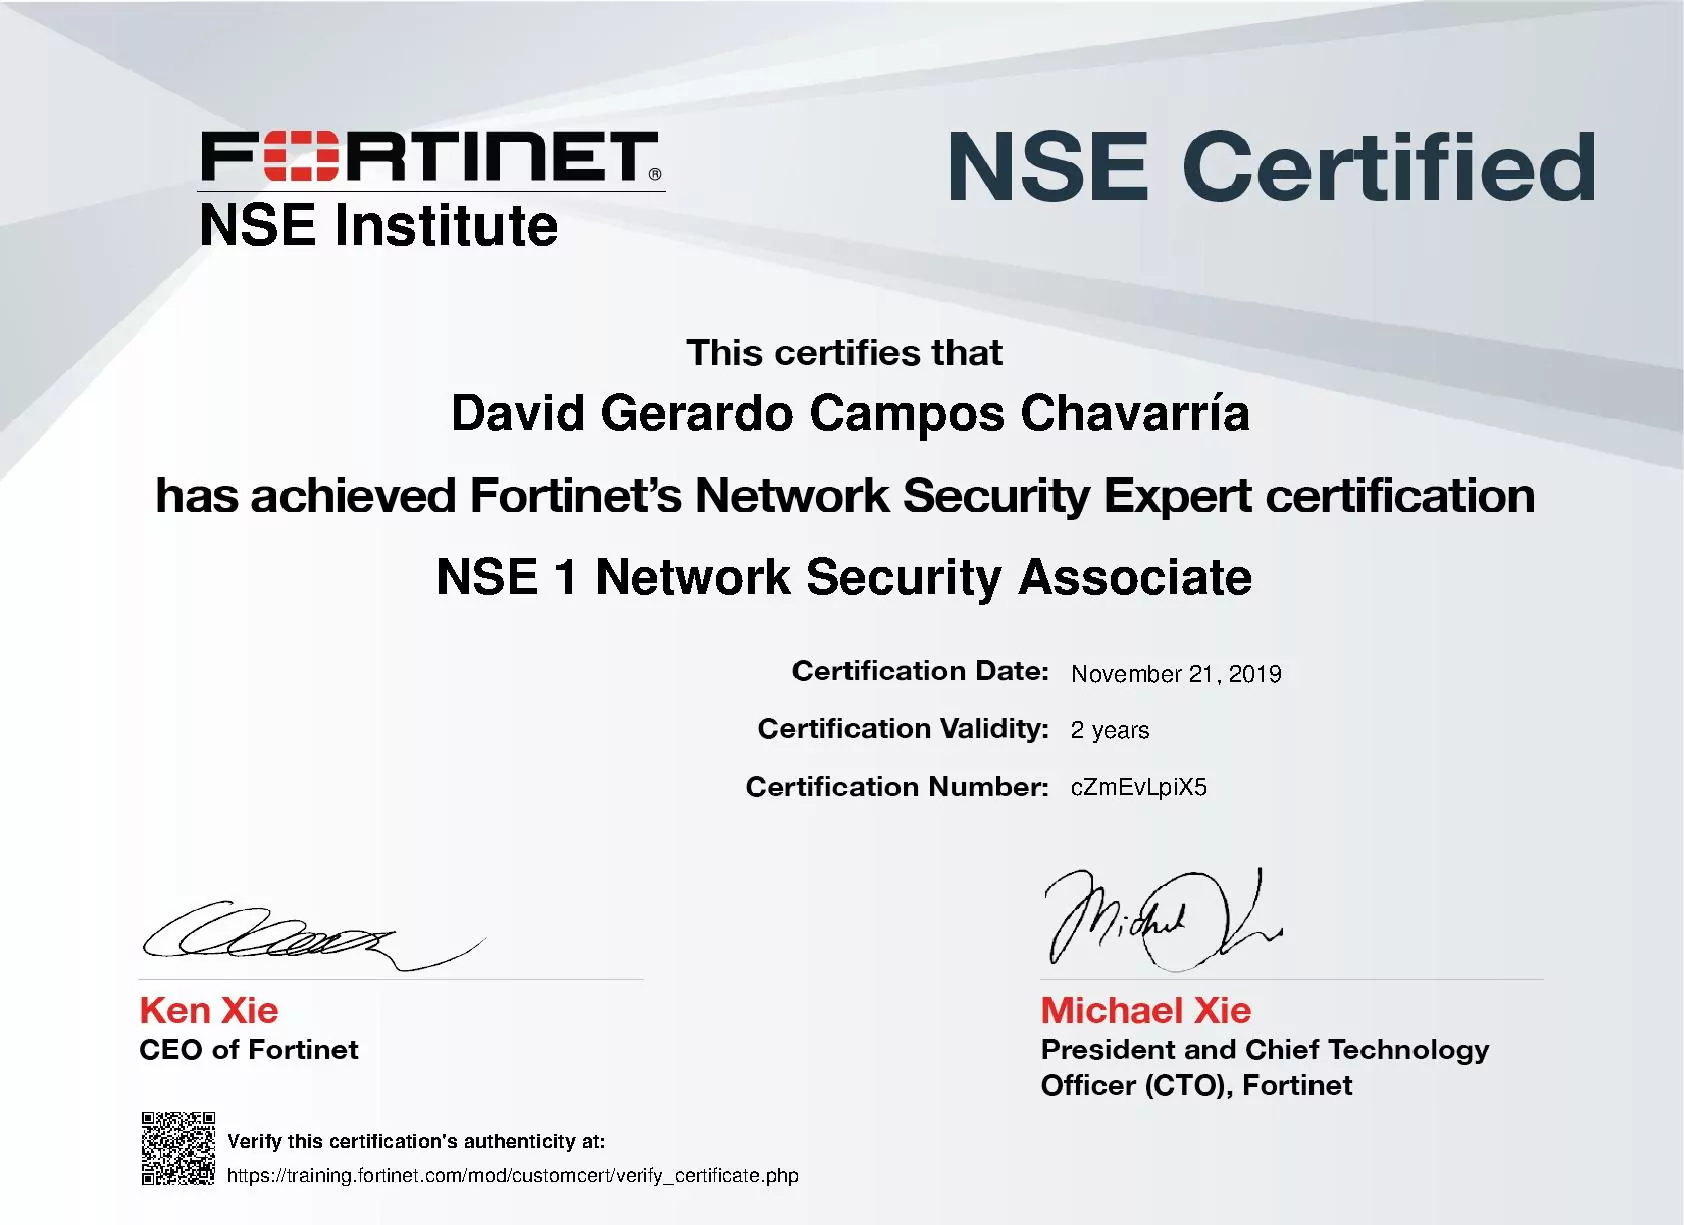 FORTINET®
NSE Institute
NSE Certified
This certifies that
David Gerardo Campos Chavarría
has achieved Fortinet’s Network Security Expert certification
NSE 1 Network Security Associate
Certification Date: November 21, 2019
Certification Validity: 2 years
Certification Number: cZmEvLpiX5
Ken Xie
CEO of Fortinet
Michael Xie
President and Chief Technology
Officer (CTO), Fortinet
Verify this certification's authenticity at:
https://training.fortinet.com/mod/customcert/verify_certificate.php